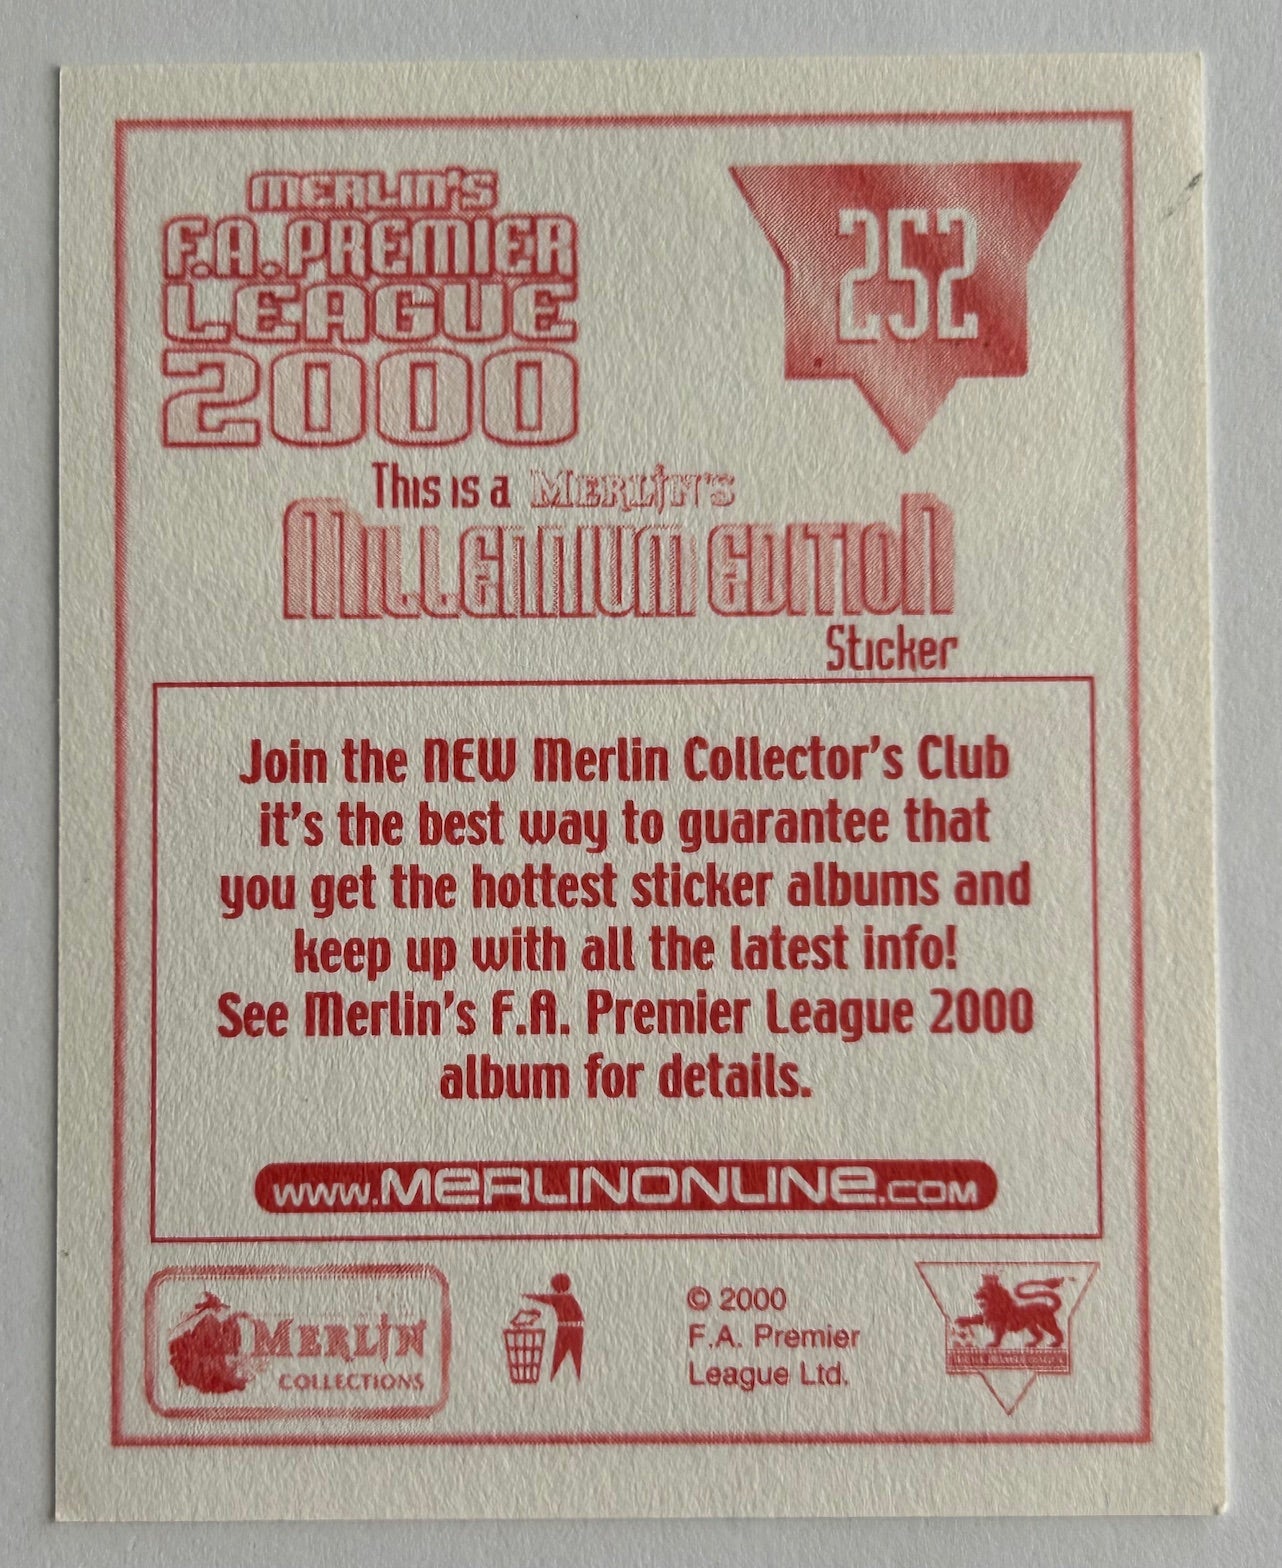 MERLIN'S
F.A. PREMIER
LEAGUE
2000
252
This is a MERLIN'S
MILLENNIUM EDITION
Sticker
Join the NEW Merlin Collector's Club
it's the best way to guarantee that
you get the hottest sticker albums and
keep up with all the latest info!
See Merlin's F.A. Premier League 2000
album for details.
www.MERLINONLINE.COM
MERLIN
COLLECTIONS
© 2000
F.A. Premier
League Ltd.